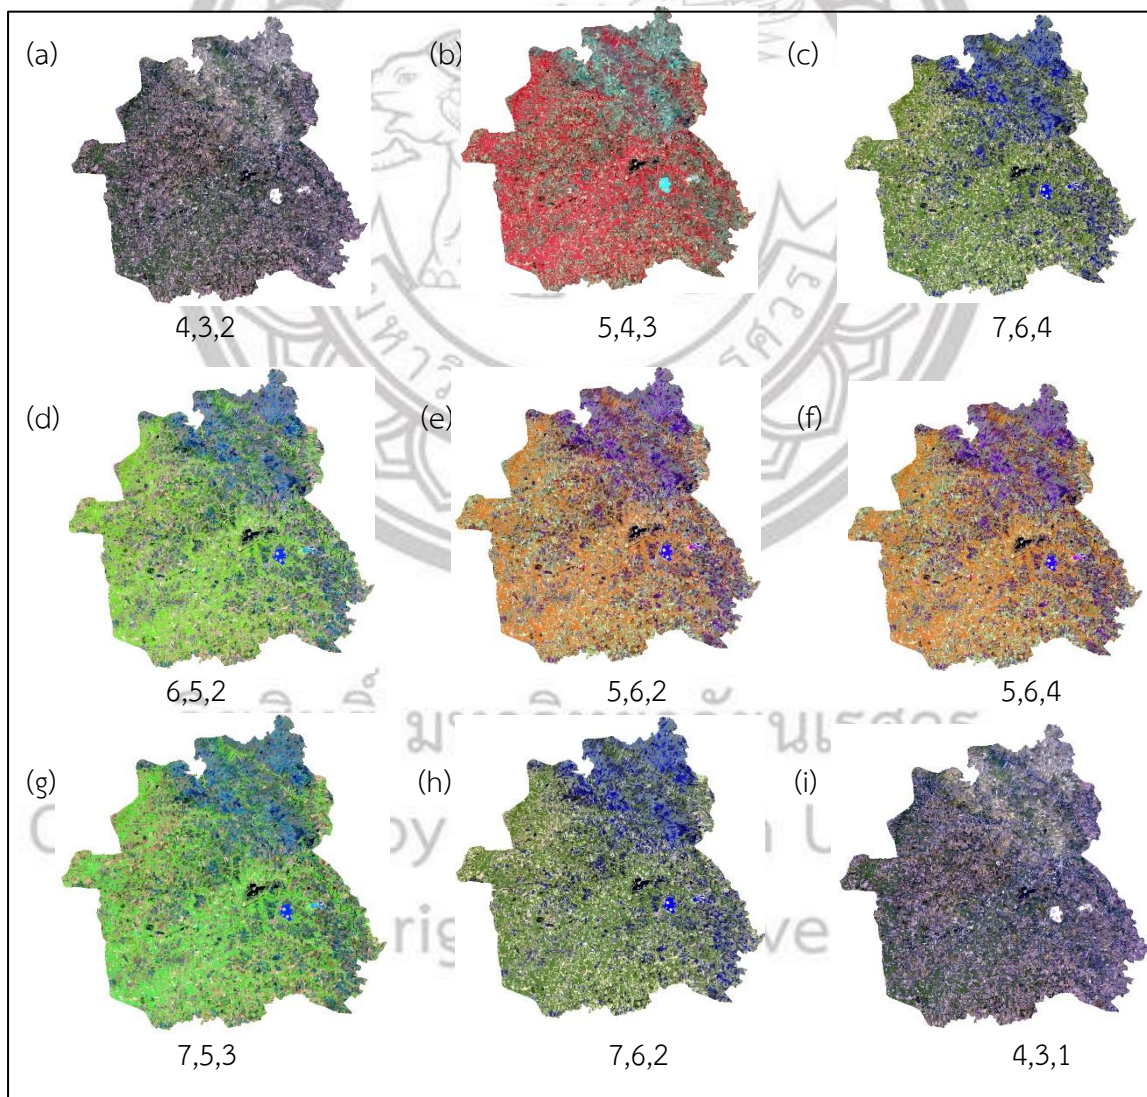 (a)
(b)
(c)
4,3,2
5,4,3
7,6,4
(d)
(e)
(f)
6,5,2
5,6,2
5,6,4
(g)
(h)
(i)
7,5,3
7,6,2
4,3,1